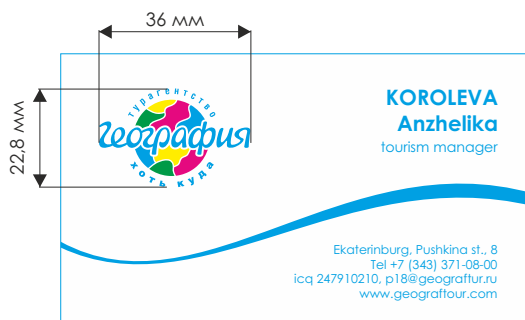 36 мм
22,8 мм
турагентство
География
хоть куда
KOROLEVA
Anzhelika
tourism manager
Ekaterinburg, Pushkina st., 8
Tel +7 (343) 371-08-00
icq 247910210, p18@geograftur.ru
www.geograftour.com